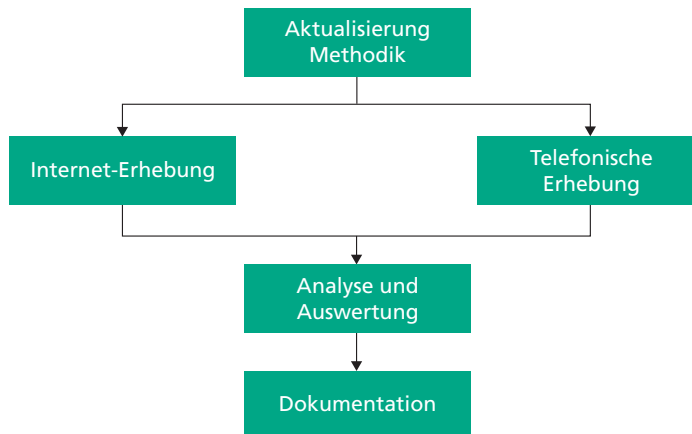 Aktualisierung
Methodik
Internet-Erhebung
Telefonische
Erhebung
Analyse und
Auswertung
Dokumentation